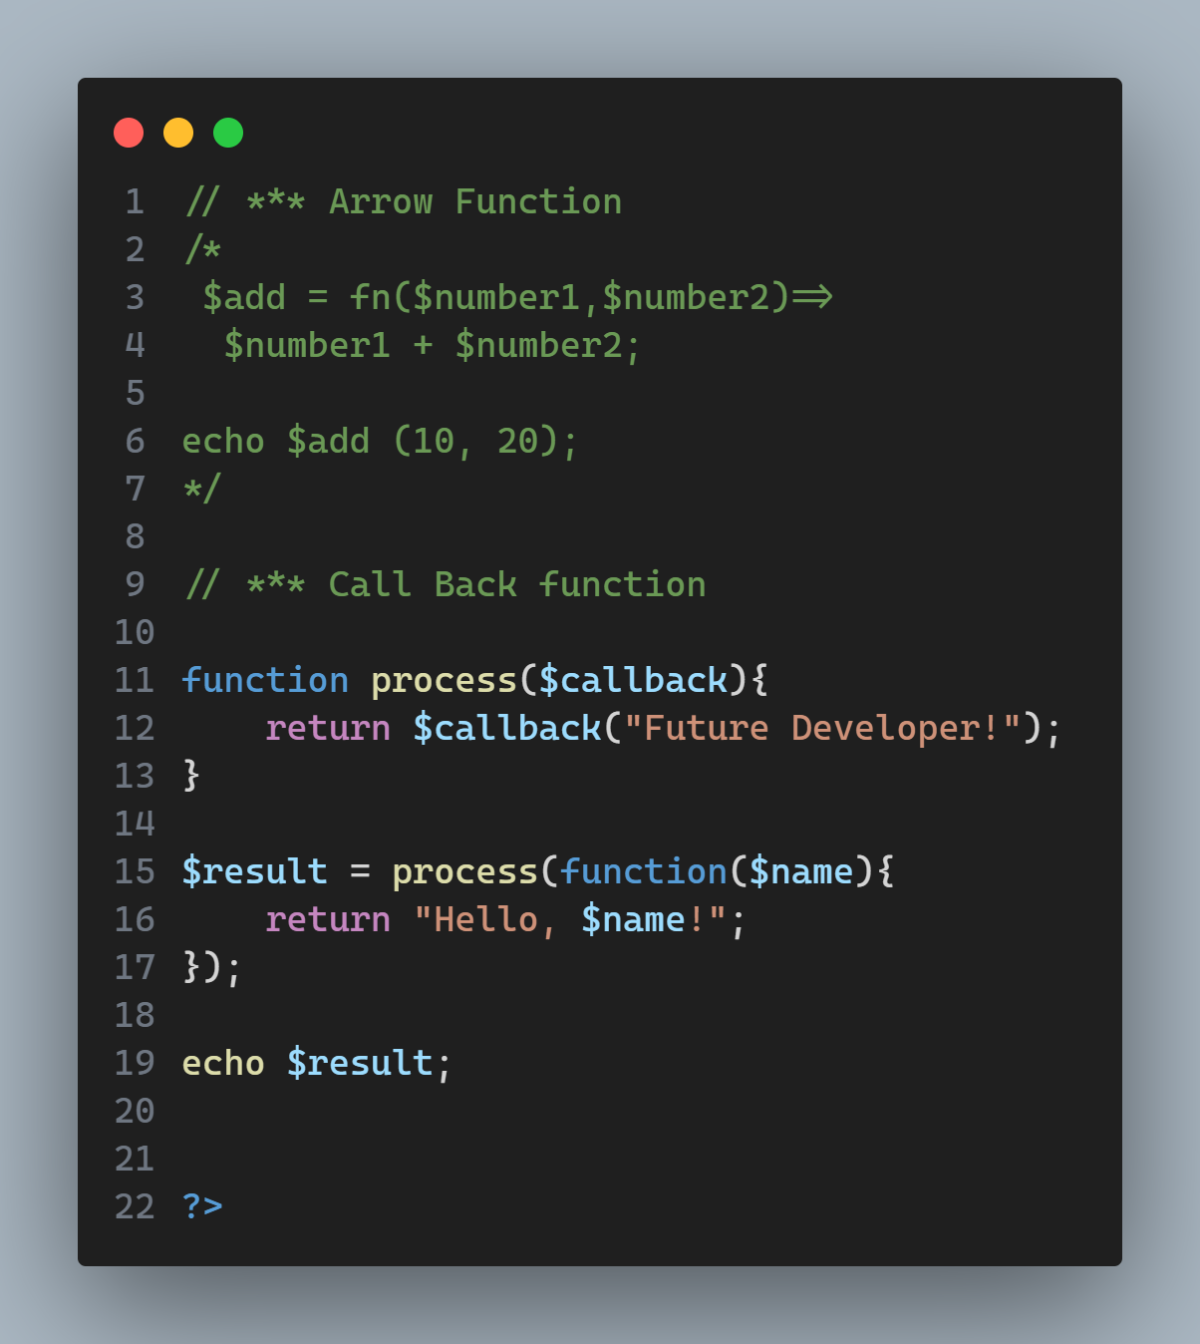 1 // *** Arrow Function
2 /*
3  $add = fn($number1,$number2)=>
4   $number1 + $number2;
5
6 echo $add (10, 20);
7 */
8
9 // *** Call Back function
10
11 function process($callback){
12     return $callback("Future Developer!");
13 }
14
15 $result = process(function($name){
16     return "Hello, $name!";
17 });
18
19 echo $result;
20
21
22 ?>